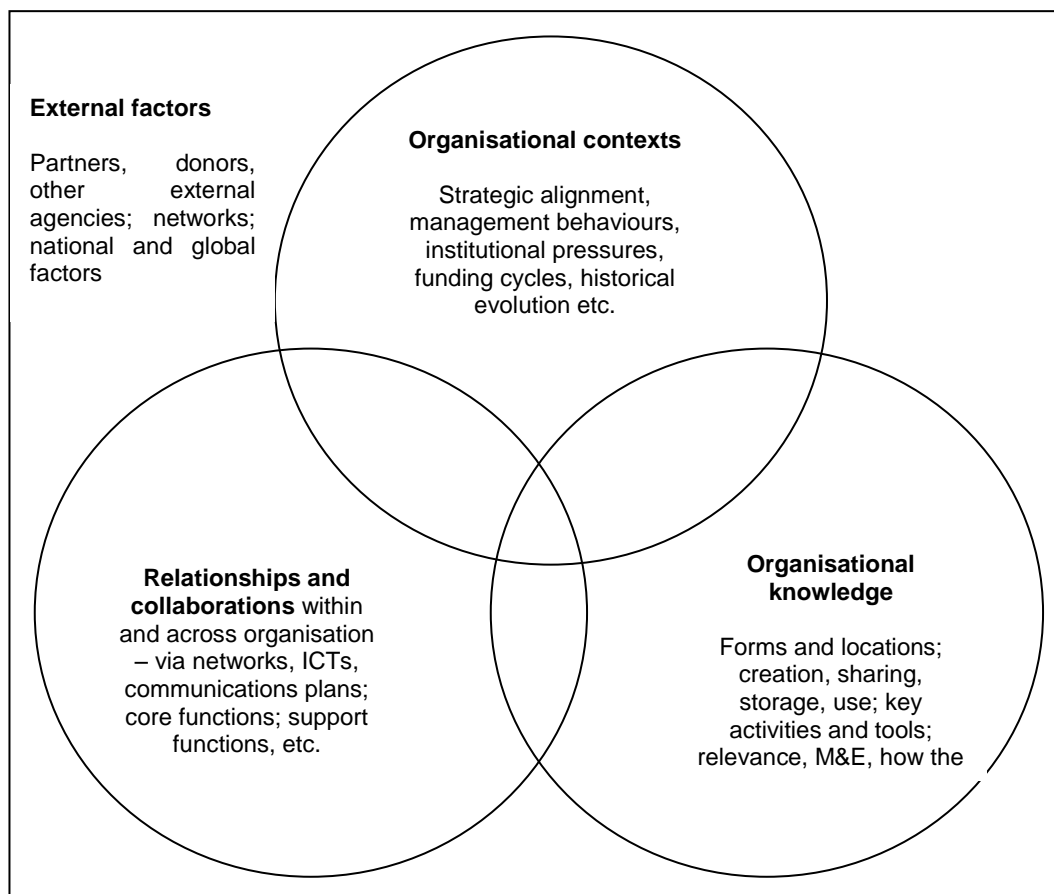 External factors
Partners, donors,
other external
agencies; networks;
national and global
factors
Organisational contexts
Strategic alignment,
management behaviours,
institutional pressures,
funding cycles, historical
evolution etc.
Relationships and
collaborations within
and across organisation
– via networks, ICTs,
communications plans;
core functions; support
functions, etc.
Organisational
knowledge
Forms and locations;
creation, sharing,
storage, use; key
activities and tools;
relevance, M&E, how the